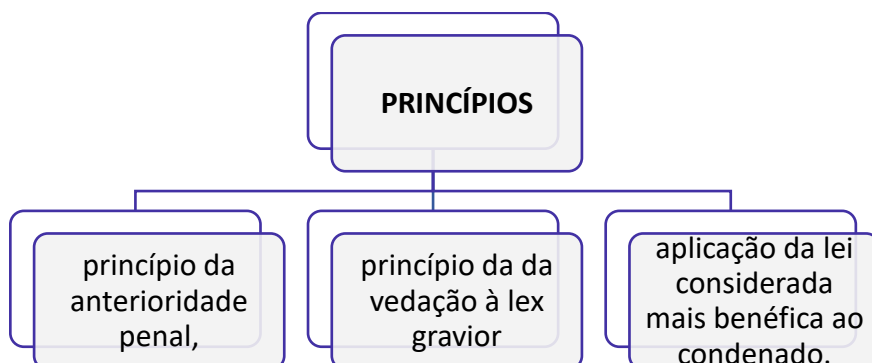 PRINCÍPIOS
princípio da
anterioridade
penal,
princípio da da
vedação à lex
gravior
aplicação da lei
considerada
mais benéfica ao
condenado.